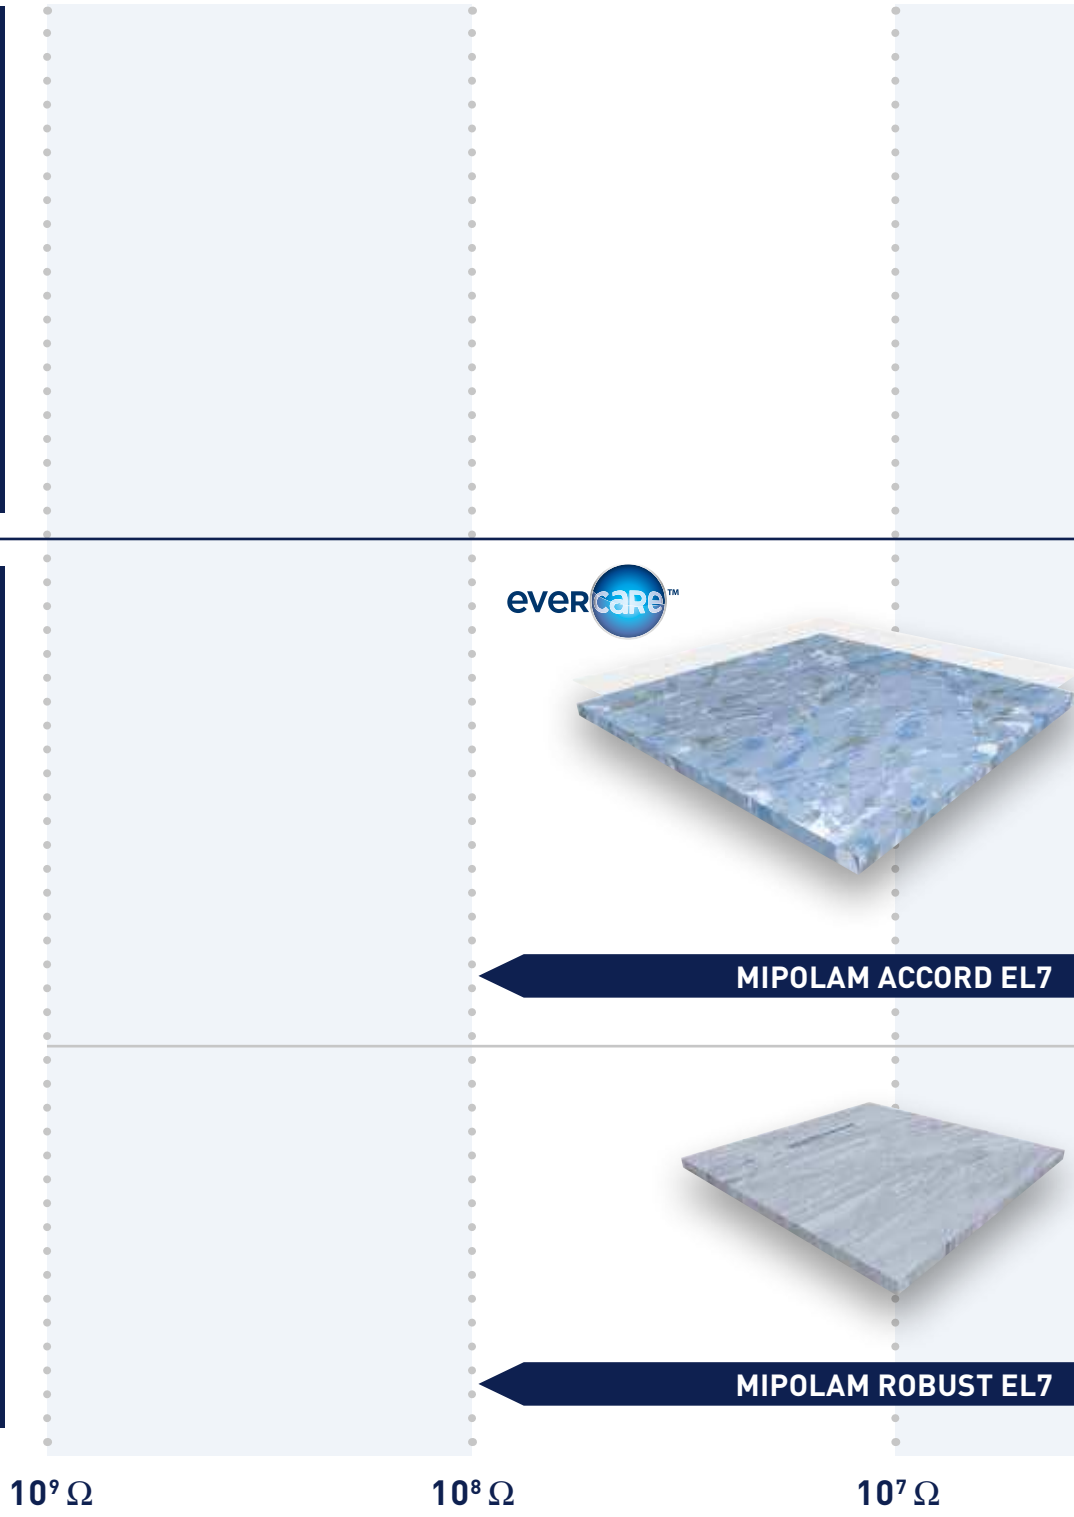 evercare™
MIPOLAM ACCORD EL7
MIPOLAM ROBUST EL7
10⁹ Ω 10⁸ Ω 10⁷ Ω